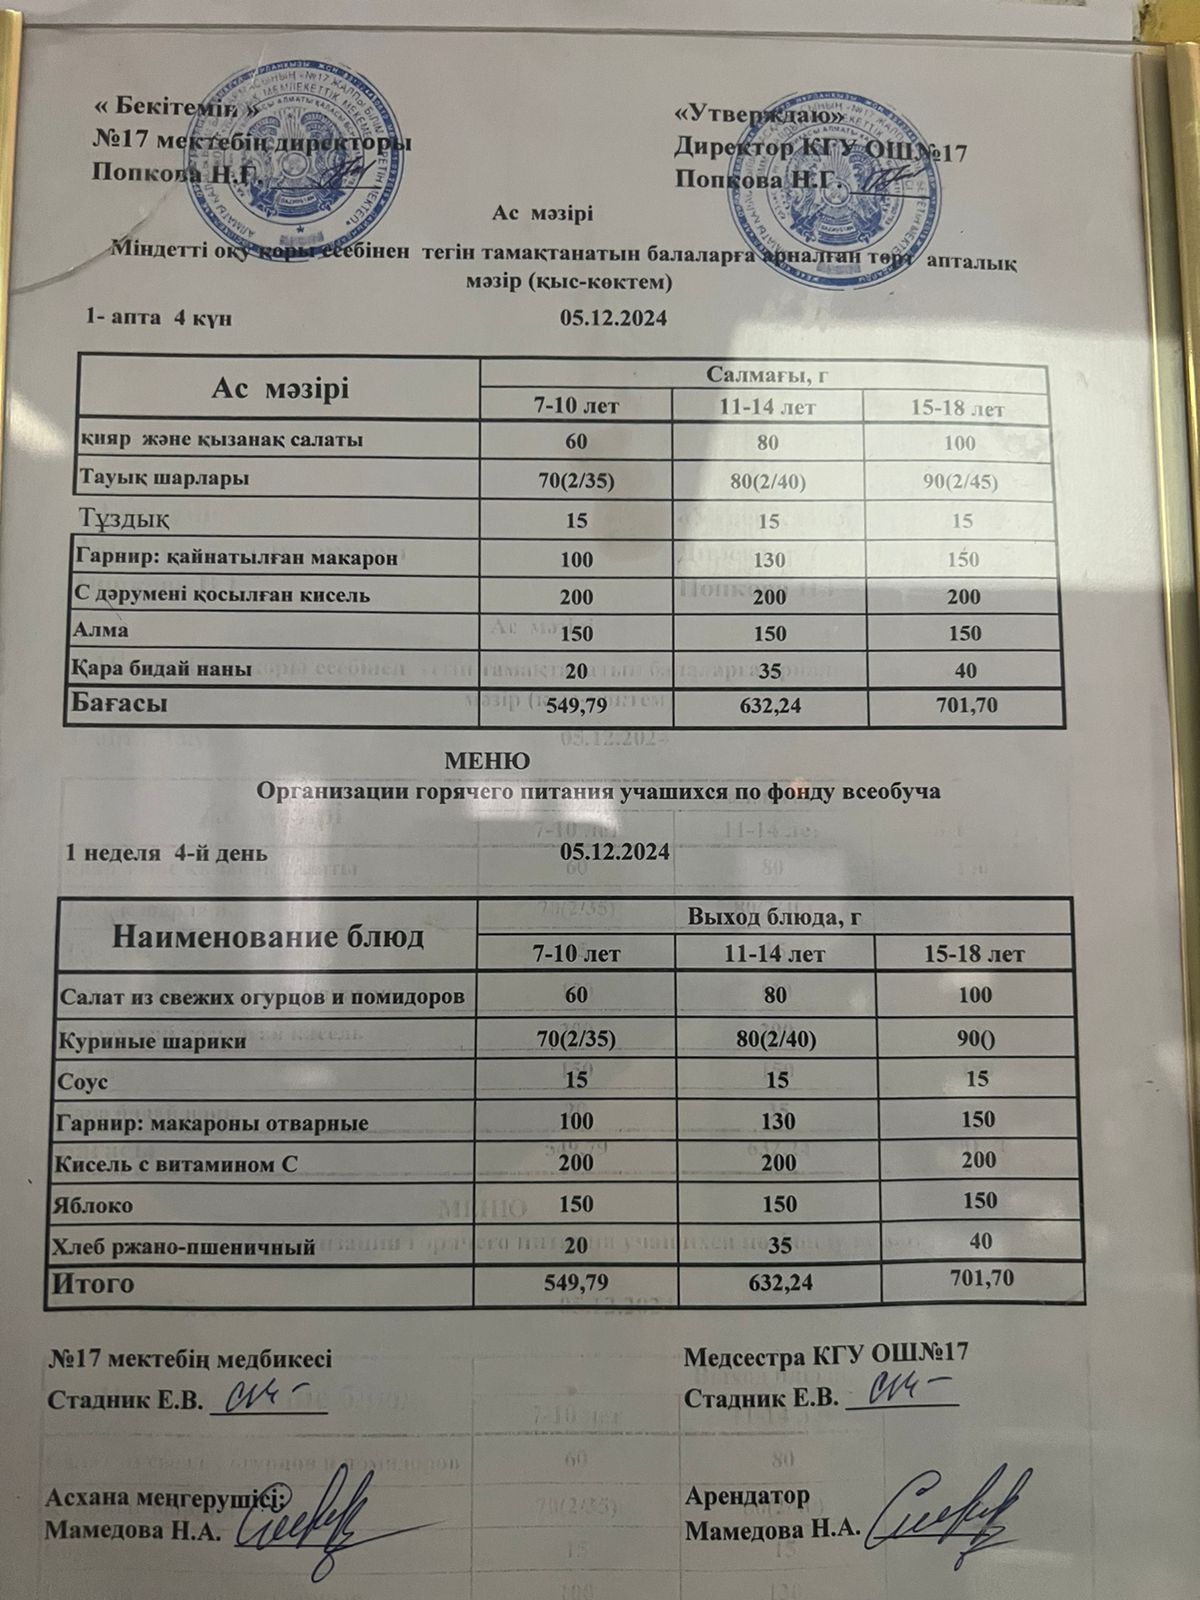 « Бекітемін »
№17 мектебің директоры
Попкова Н.Г.
«Утверждаю»
Директор КГУ ОШ№17
Попкова Н.Г.
Ас мәзірі
Міндетті оқу қоры есебінен тегін тамақтанатын балаларға арналған төрт апталық
мәзір (қыс-көктем)
1- апта 4 күн 05.12.2024
Ас мәзірі Салмағы, г
7-10 лет 11-14 лет 15-18 лет
қияр және қызанақ салаты 60 80 100
Тауық шарлары 70(2/35) 80(2/40) 90(2/45)
Тұздық 15 15 15
Гарнир: қайнатылған макарон 100 130 150
С дәрумені қосылған кисель 200 200 200
Алма 150 150 150
Қара бидай наны 20 35 40
Бағасы 549,79 632,24 701,70
МЕНЮ
Организации горячего питания учашихся по фонду всеобуча
1 неделя 4-й день 05.12.2024
Наименование блюд Выход блюда, г
7-10 лет 11-14 лет 15-18 лет
Салат из свежих огурцов и помидоров 60 80 100
Куриные шарики 70(2/35) 80(2/40) 90()
Соус 15 15 15
Гарнир: макароны отварные 100 130 150
Кисель с витамином С 200 200 200
Яблоко 150 150 150
Хлеб ржано-пшеничный 20 35 40
Итого 549,79 632,24 701,70
№17 мектебің медбикесі
Стадник Е.В.
Медсестра КГУ ОШ№17
Стадник Е.В.
Асхана меңгерушісі:
Мамедова Н.А.
Арендатор
Мамедова Н.А.